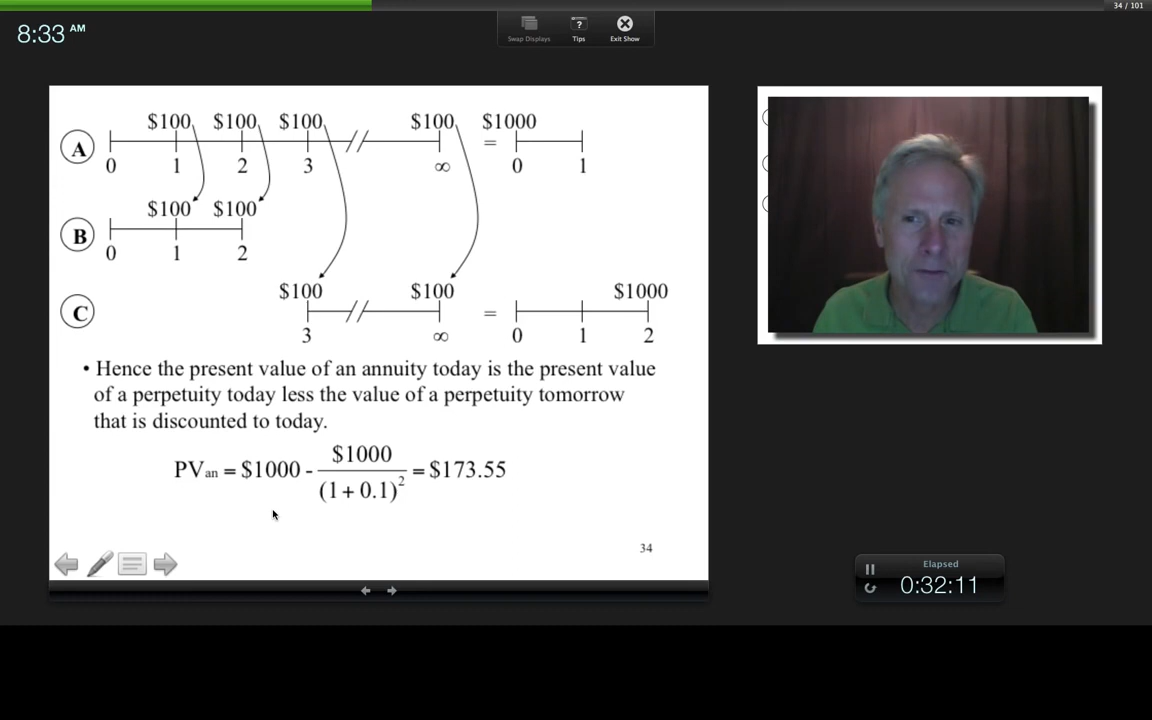 34 / 101
8:33 AM
Swap Displays Tips Exit Show
$100 $100 $100 $100 $1000
A = 
0 1 2 3 ∞ 0 1
$100 $100
B
0 1 2
$100 $100 $1000
C =
3 ∞ 0 1 2
• Hence the present value of an annuity today is the present value
of a perpetuity today less the value of a perpetuity tomorrow
that is discounted to today.
PVan = $1000 - $1000 / (1 + 0.1)² = $173.55
34
Elapsed
0:32:11